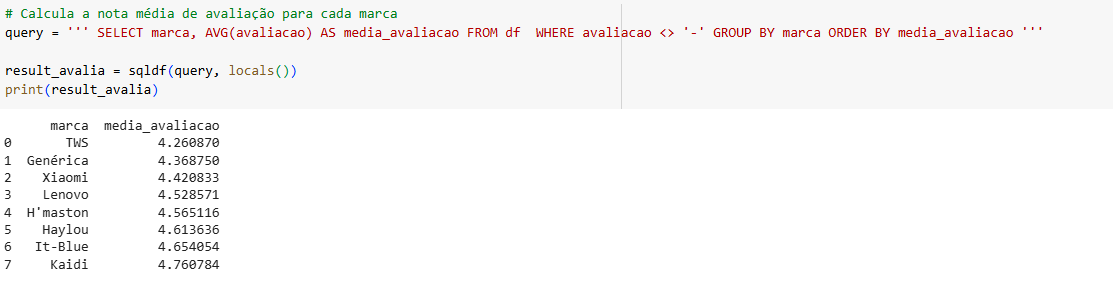 # Calcula a nota média de avaliação para cada marca
query = ''' SELECT marca, AVG(avaliacao) AS media_avaliacao FROM df  WHERE avaliacao <> '-' GROUP BY marca ORDER BY media_avaliacao '''
result_avalia = sqldf(query, locals())
print(result_avalia)
marca  media_avaliacao
0        TWS         4.260870
1  Genérica         4.368750
2    Xiaomi         4.420833
3    Lenovo         4.528571
4  H'maston         4.565116
5    Haylou         4.613636
6   It-Blue         4.654054
7     Kaidi         4.760784